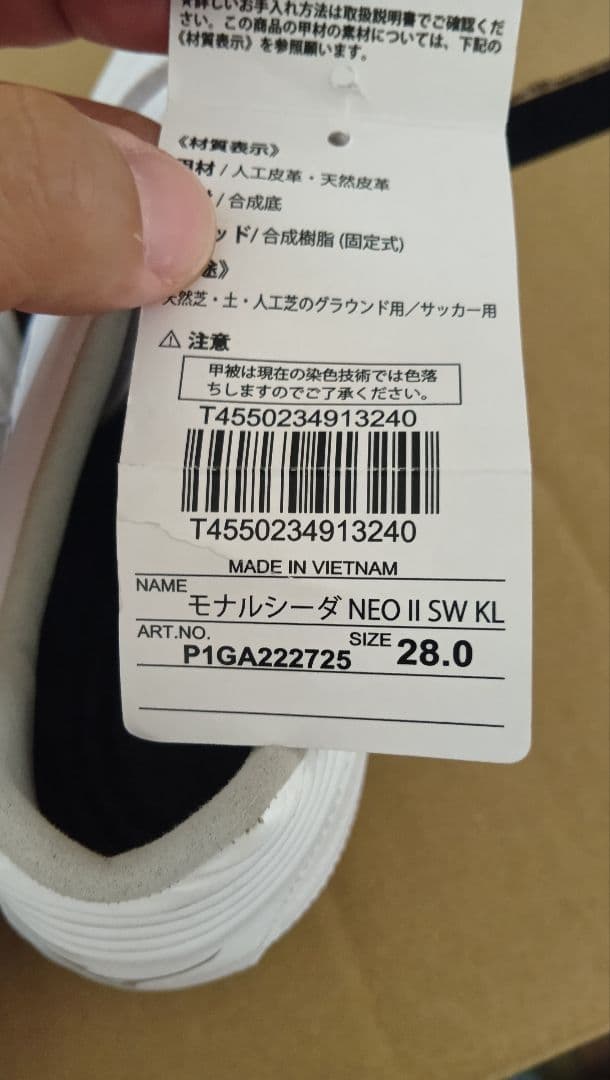 しいお手入れ方法は取扱説明書でご確認くだ
さい。この商品の甲材の素材については、下記の
《材質表示》を参照願います。
《材質表示》
材/人工皮革・天然皮革
/合成底
ッド/合成樹脂(固定式)
途》
天然芝・土・人工芝のグラウンド用/サッカー用
⚠ 注意
甲被は現在の染色技術では色落
ちしますのでご了承ください。
T4550234913240
T4550234913240
MADE IN VIETNAM
NAME
モナルシーダ NEO II SW KL
ART.NO.
P1GA222725
SIZE 28.0